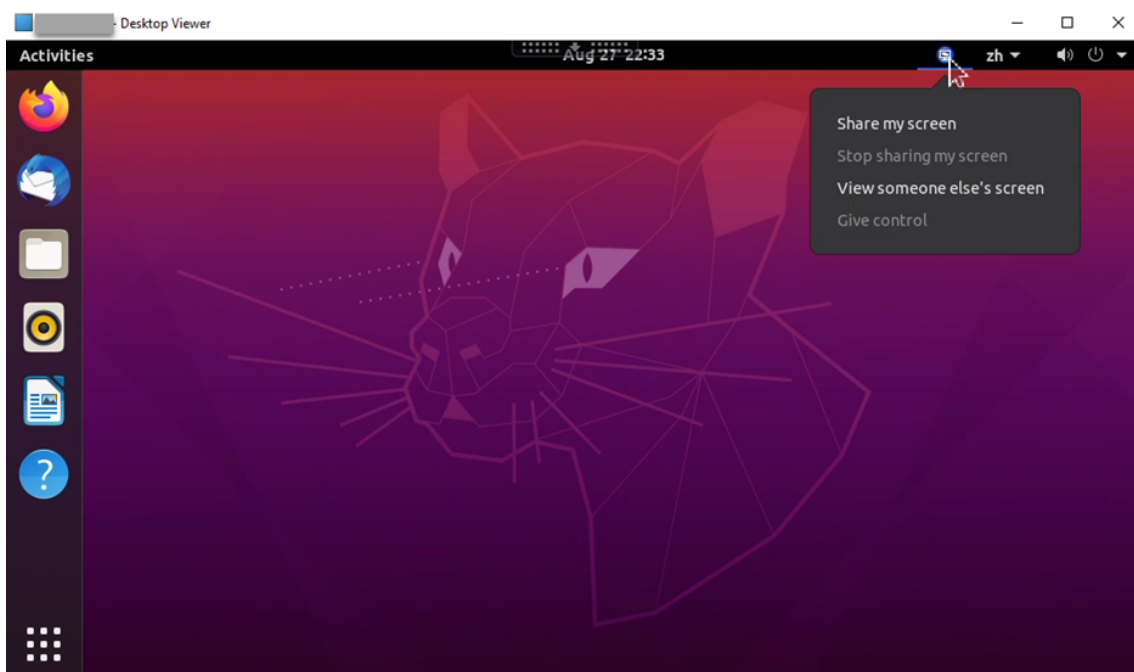 - Desktop Viewer
Activities
Aug 27 22:33
zh
Share my screen
Stop sharing my screen
View someone else's screen
Give control
?